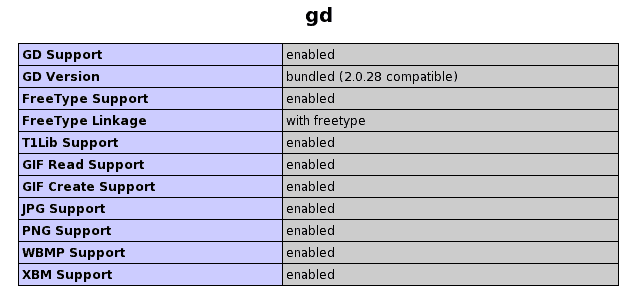 gd
GD Support enabled
GD Version bundled (2.0.28 compatible)
FreeType Support enabled
FreeType Linkage with freetype
T1Lib Support enabled
GIF Read Support enabled
GIF Create Support enabled
JPG Support enabled
PNG Support enabled
WBMP Support enabled
XBM Support enabled